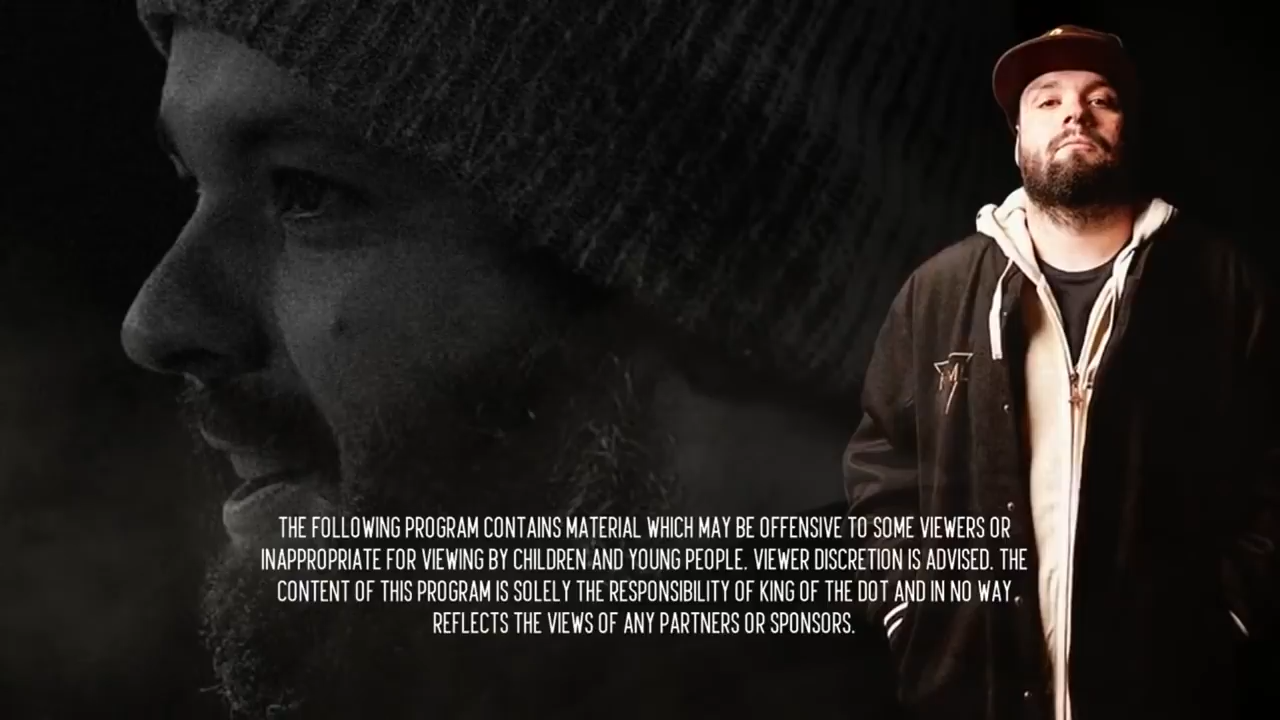 THE FOLLOWING PROGRAM CONTAINS MATERIAL WHICH MAY BE OFFENSIVE TO SOME VIEWERS OR
INAPPROPRIATE FOR VIEWING BY CHILDREN AND YOUNG PEOPLE. VIEWER DISCRETION IS ADVISED. THE
CONTENT OF THIS PROGRAM IS SOLELY THE RESPONSIBILITY OF KING OF THE DOT AND IN NO WAY
REFLECTS THE VIEWS OF ANY PARTNERS OR SPONSORS.